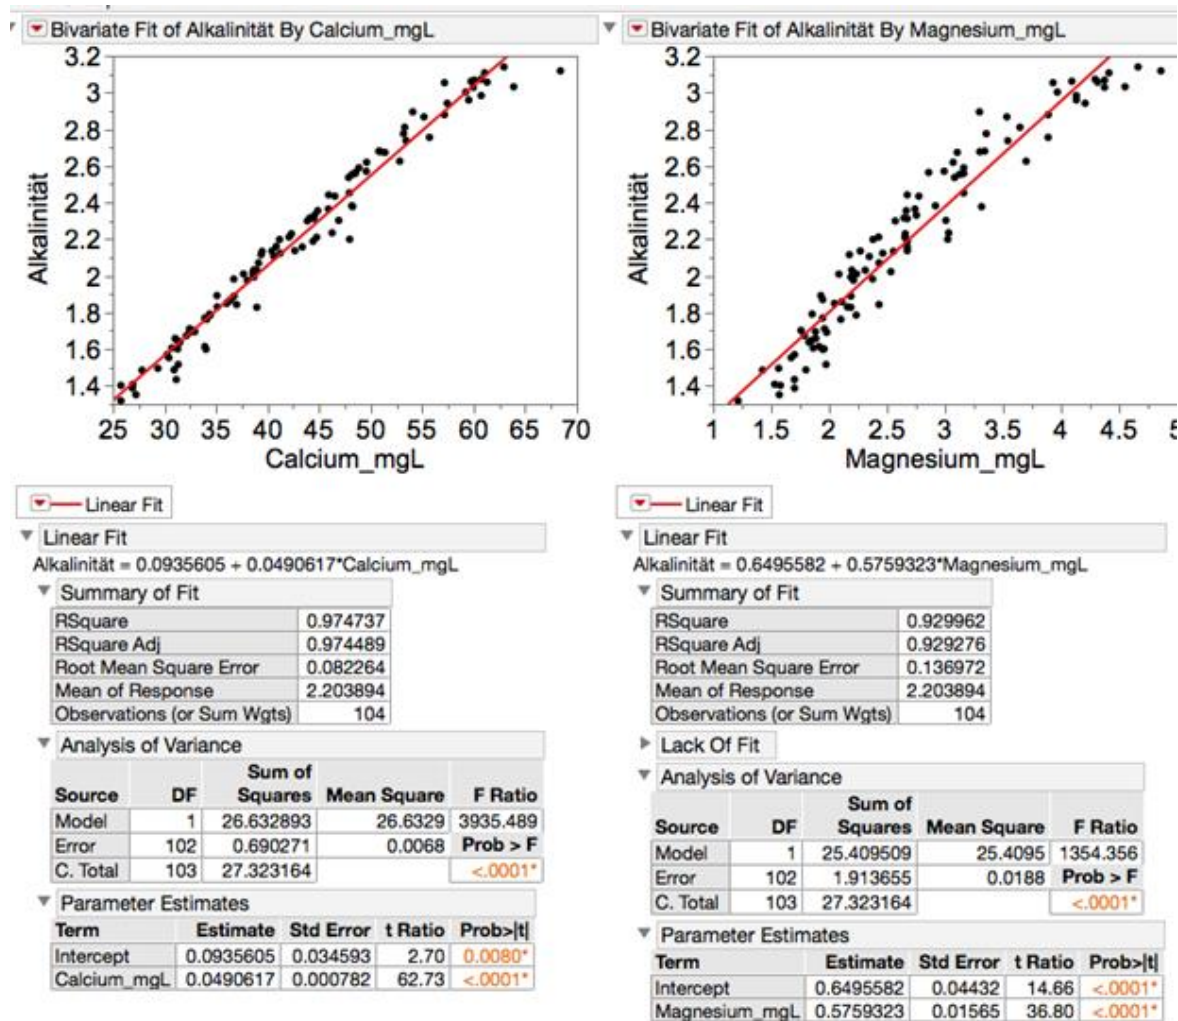 Bivariate Fit of Alkalinität By Calcium_mgL
3.2
3
2.8
2.6
2.4
2.2
2
1.8
1.6
1.4
Alkalinität
25 30 35 40 45 50 55 60 65 70
Calcium_mgL
Linear Fit
Linear Fit
Alkalinität = 0.0935605 + 0.0490617*Calcium_mgL
Summary of Fit
RSquare 0.974737
RSquare Adj 0.974489
Root Mean Square Error 0.082264
Mean of Response 2.203894
Observations (or Sum Wgts) 104
Analysis of Variance
Sum of
Source DF Squares Mean Square F Ratio
Model 1 26.632893 26.6329 3935.489
Error 102 0.690271 0.0068 Prob > F
C. Total 103 27.323164 <.0001*
Parameter Estimates
Term Estimate Std Error t Ratio Prob>|t|
Intercept 0.0935605 0.034593 2.70 0.0080*
Calcium_mgL 0.0490617 0.000782 62.73 <.0001*
Bivariate Fit of Alkalinität By Magnesium_mgL
3.2
3
2.8
2.6
2.4
2.2
2
1.8
1.6
1.4
Alkalinität
1 1.5 2 2.5 3 3.5 4 4.5 5
Magnesium_mgL
Linear Fit
Linear Fit
Alkalinität = 0.6495582 + 0.5759323*Magnesium_mgL
Summary of Fit
RSquare 0.929962
RSquare Adj 0.929276
Root Mean Square Error 0.136972
Mean of Response 2.203894
Observations (or Sum Wgts) 104
Lack Of Fit
Analysis of Variance
Sum of
Source DF Squares Mean Square F Ratio
Model 1 25.409509 25.4095 1354.356
Error 102 1.913655 0.0188 Prob > F
C. Total 103 27.323164 <.0001*
Parameter Estimates
Term Estimate Std Error t Ratio Prob>|t|
Intercept 0.6495582 0.04432 14.66 <.0001*
Magnesium_mgL 0.5759323 0.01565 36.80 <.0001*